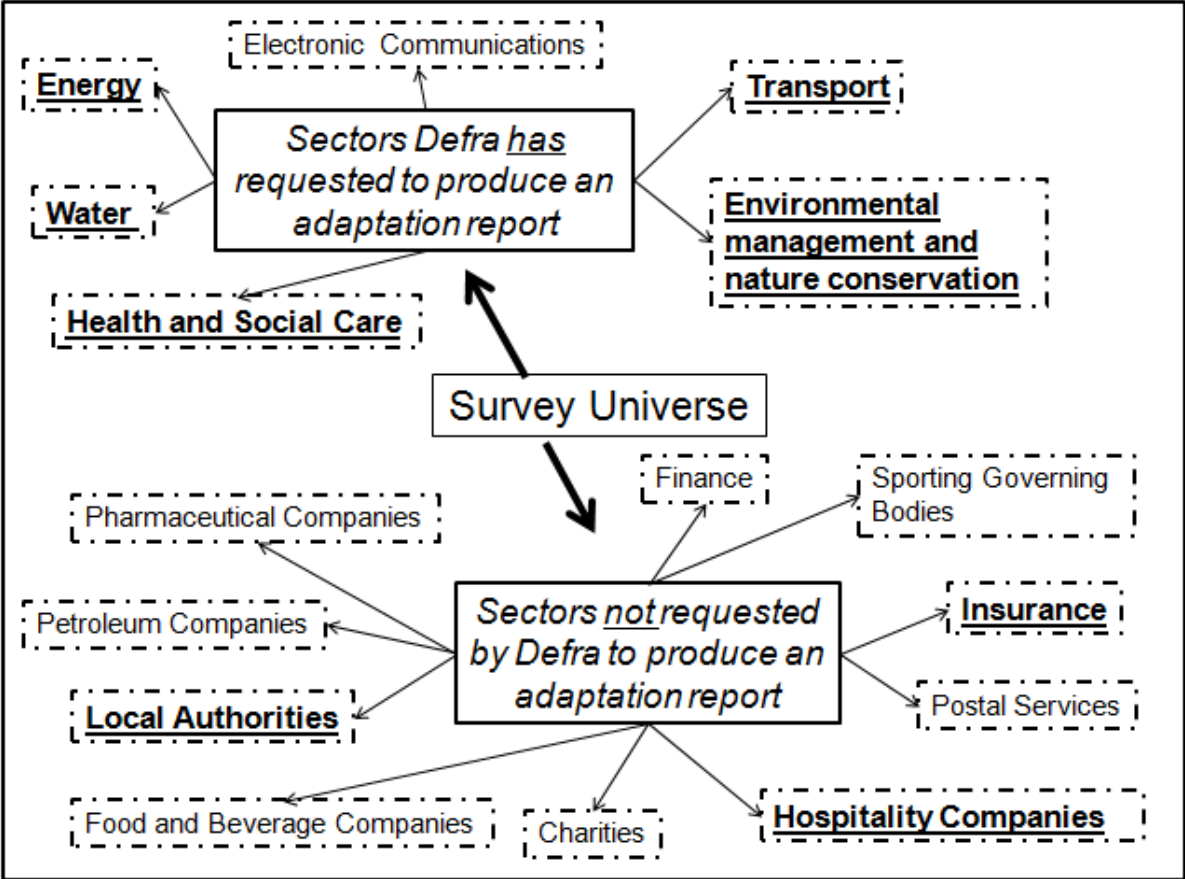 Electronic Communications
Energy
Transport
Sectors Defra has
requested to produce an
adaptation report
Water
Environmental
management and
nature conservation
Health and Social Care
Survey Universe
Finance
Sporting Governing
Bodies
Pharmaceutical Companies
Petroleum Companies
Sectors not requested
by Defra to produce an
adaptation report
Insurance
Local Authorities
Postal Services
Food and Beverage Companies
Charities
Hospitality Companies